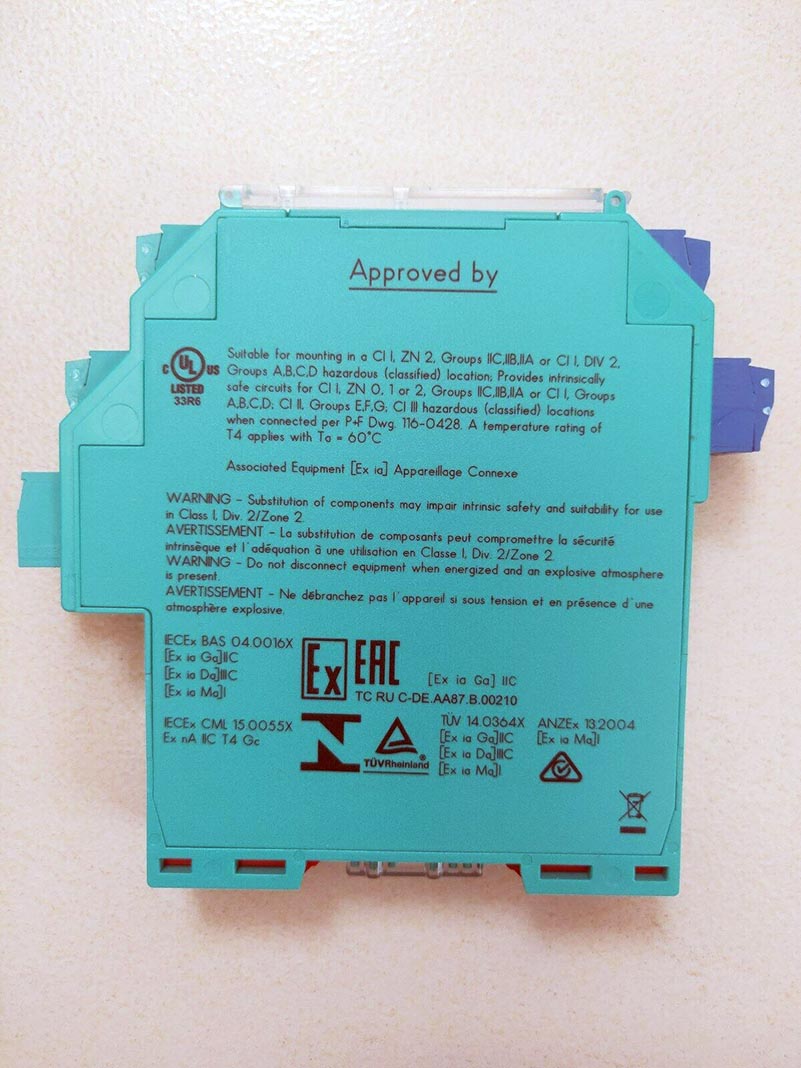 Approved by
C UL US
LISTED
33R6
Suitable for mounting in a Cl I, ZN 2, Groups IIC,IIB,IIA or Cl I, DIV 2,
Groups A,B,C,D hazardous (classified) location; Provides intrinsically
safe circuits for Cl I, ZN 0, 1 or 2, Groups IIC,IIB,IIA or Cl I, Groups
A,B,C,D; Cl II, Groups E,F,G; Cl III hazardous (classified) locations
when connected per P+F Dwg. 116-0428. A temperature rating of
T4 applies with Ta = 60°C
Associated Equipment [Ex ia] Appareillage Connexe
WARNING - Substitution of components may impair intrinsic safety and suitability for use
in Class I, Div. 2/Zone 2.
AVERTISSEMENT - La substitution de composants peut compromettre la sécurité
intrinsèque et l'adéquation à une utilisation en Classe I, Div. 2/Zone 2.
WARNING - Do not disconnect equipment when energized and an explosive atmosphere
is present.
AVERTISSEMENT - Ne débranchez pas l'appareil si sous tension et en présence d'une
atmosphère explosive.
IECEx BAS 04.0016X
[Ex ia Ga]IIC
[Ex ia Da]IIIC
[Ex ia Ma]I
Ex EAC
[Ex ia Ga] IIC
TC RU C-DE.AA87.B.00210
IECEx CML 15.0055X
Ex nA IIC T4 Gc
TÜVRheinland®
TÜV 14.0364X
[Ex ia Ga]IIC
[Ex ia Da]IIIC
[Ex ia Ma]I
ANZEx 13.2004
[Ex ia Ma]I